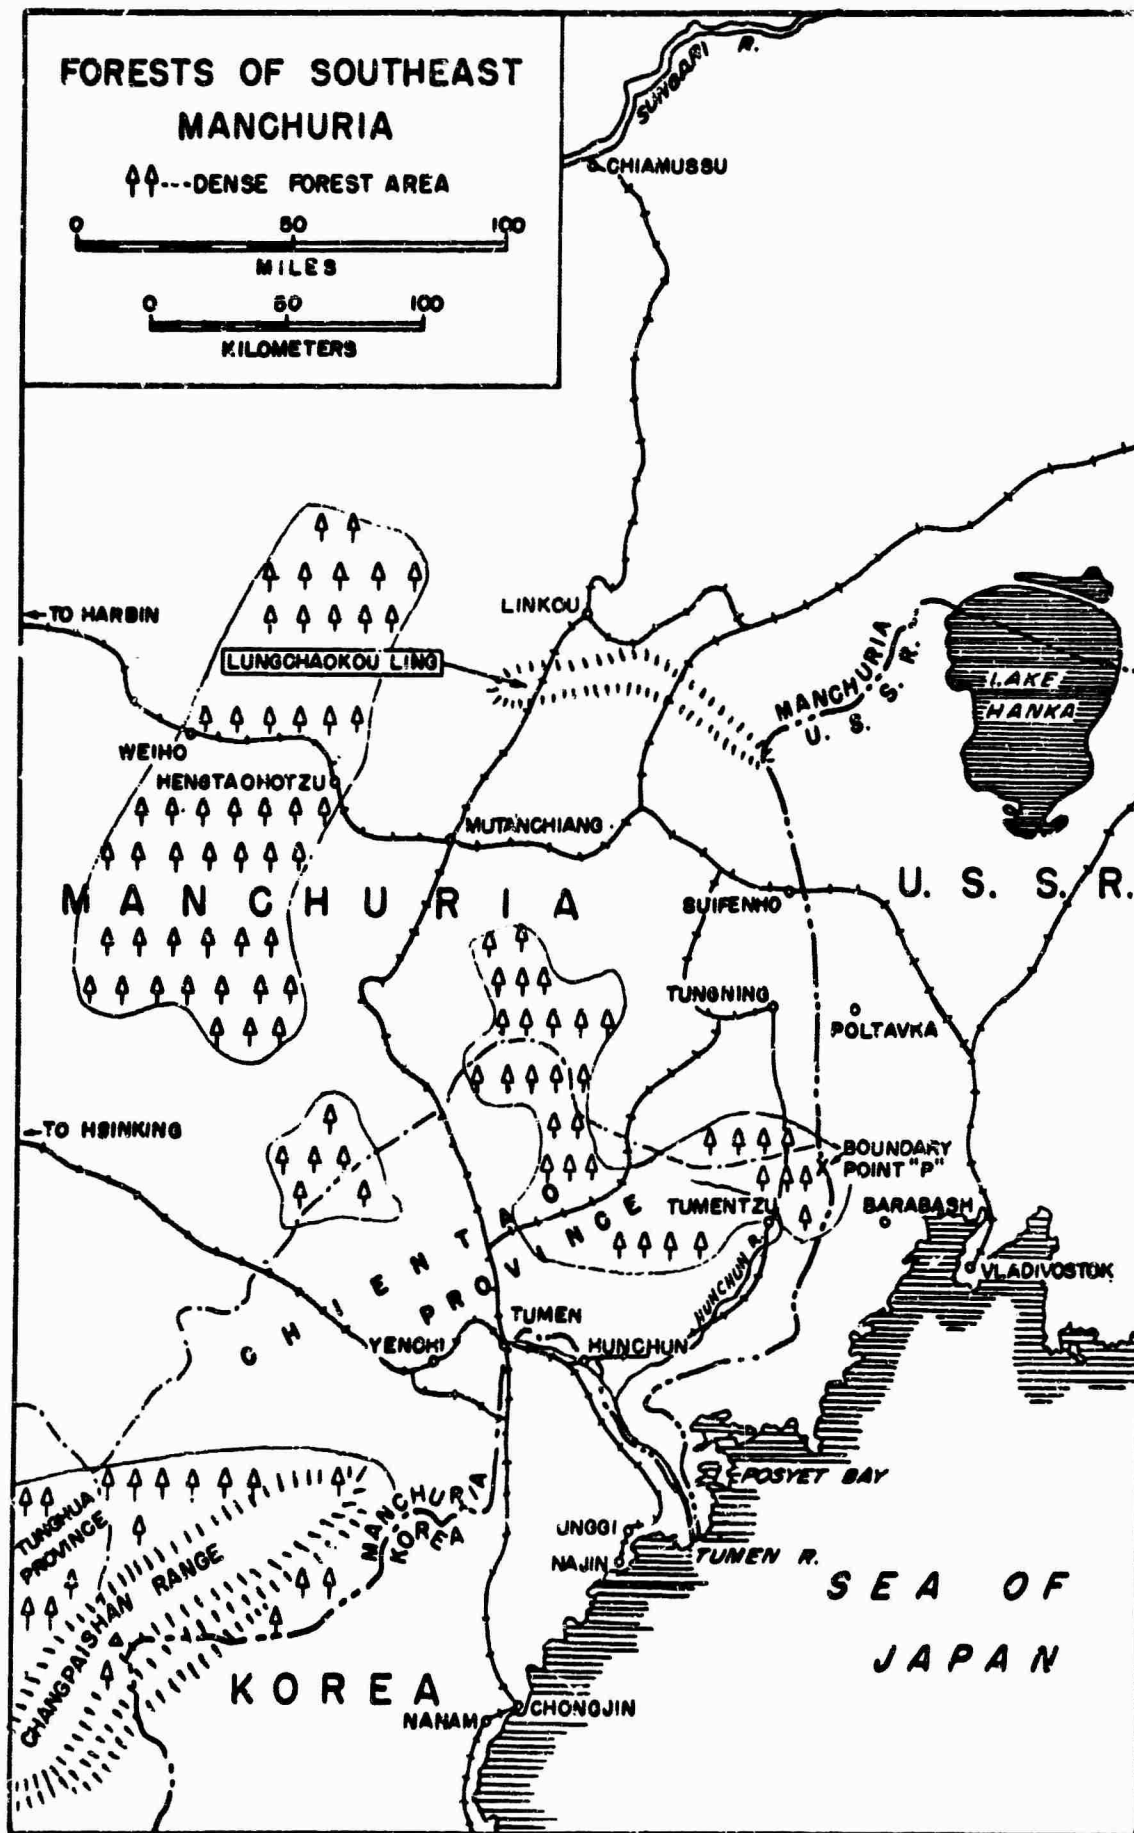 FORESTS OF SOUTHEAST
MANCHURIA
---DENSE FOREST AREA
0 50 100
MILES
0 50 100
KILOMETERS
SUNGARI R.
CHIAMUSSU
←TO HARBIN
LINKOU
LUNGCHAOKOU LING
MANCHURIA
U. S. S. R.
LAKE
HANKA
WEIHO
HENGTAOHOTZU
MUTANCHIANG
MANCHURIA
U. S. S. R.
SUIFENHO
TUNGNING
POLTAVKA
←TO HSINKING
BOUNDARY
POINT "P"
TUMENTZU
BARABASH
VLADIVOSTOK
CHIENTAO
PROVINCE
HUNCHUN R.
TUMEN
YENCHI
HUNCHUN
MANCHURIA
KOREA
POSYET BAY
TUNGHUA
PROVINCE
CHANGPAISHAN RANGE
UNGGI
NAJIN
TUMEN R.
SEA OF
JAPAN
KOREA
NANAM
CHONGJIN